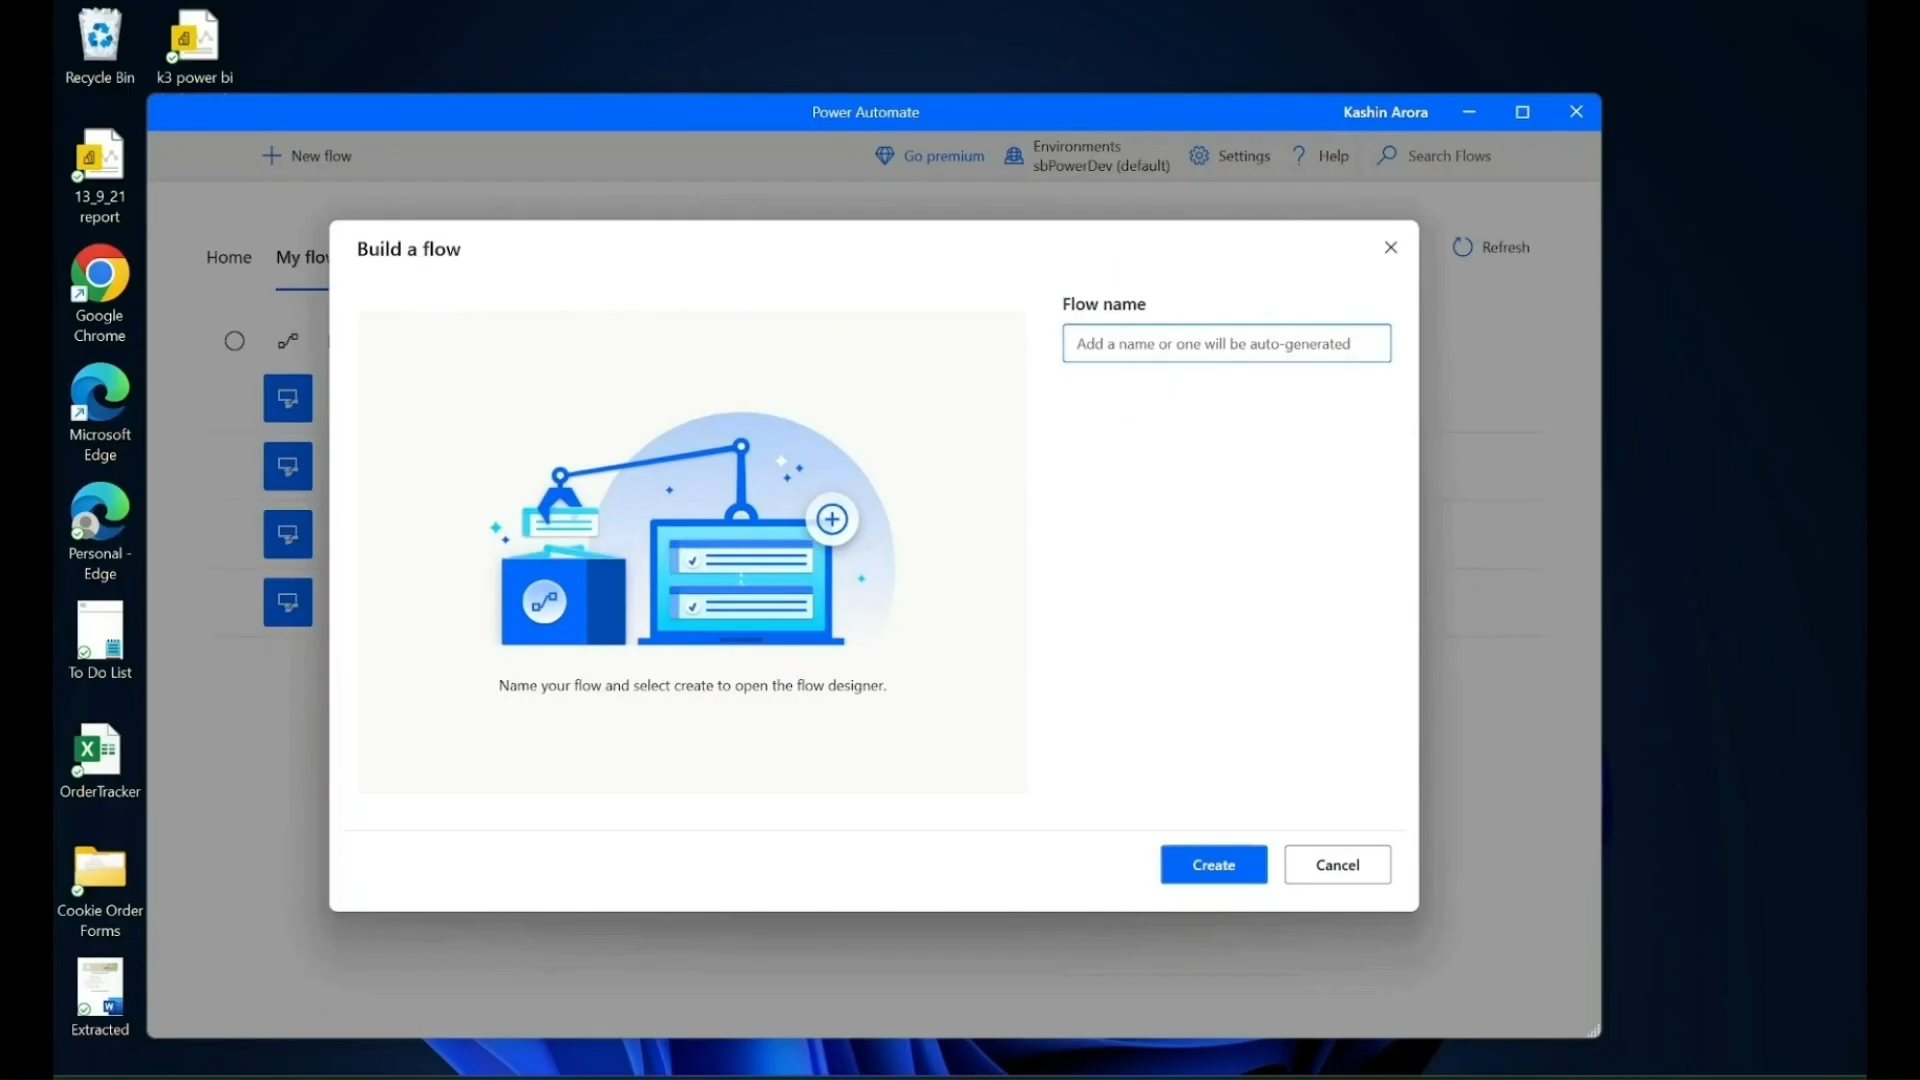 Recycle Bin
k3 power bi
13_9_21
report
Google
Chrome
Microsoft
Edge
Personal -
Edge
To Do List
OrderTracker
Cookie Order
Forms
Extracted
Power Automate
Kashin Arora
New flow
Go premium
Environments
sbPowerDev (default)
Settings
Help
Search Flows
Home
My flo
Refresh
Build a flow
Flow name
Add a name or one will be auto-generated
Name your flow and select create to open the flow designer.
Create
Cancel